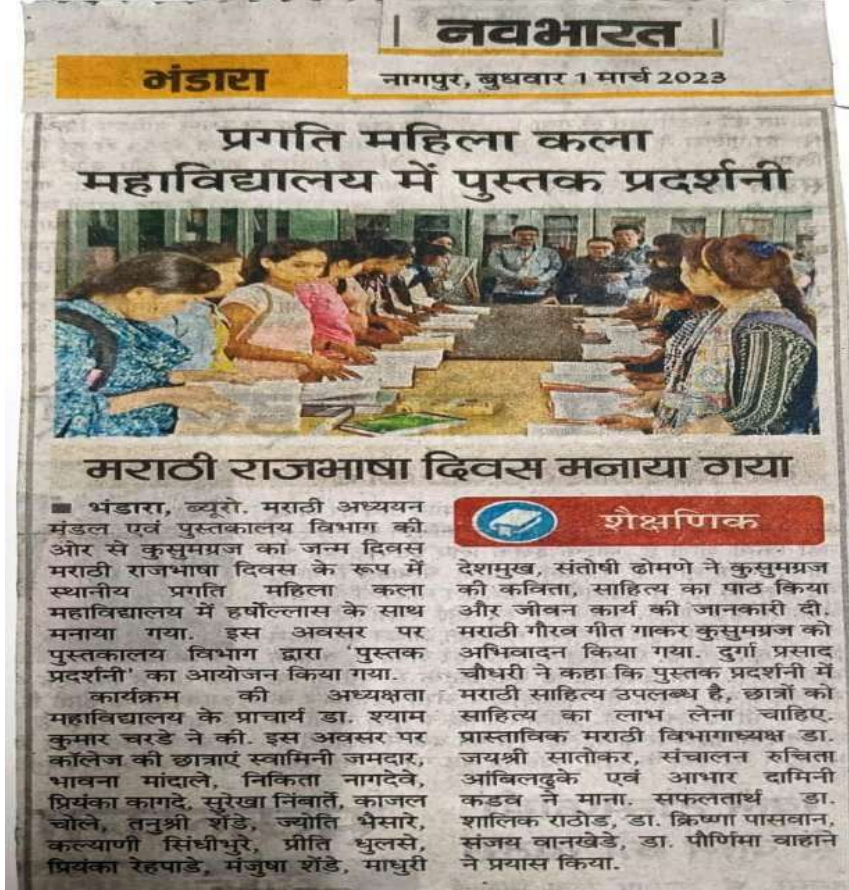 नवभारत
भंडारा
नागपुर, बुधवार 1 मार्च 2023
प्रगति महिला कला
महाविद्यालय में पुस्तक प्रदर्शनी
मराठी राजभाषा दिवस मनाया गया
■ भंडारा, ब्यूरो. मराठी अध्ययन
मंडल एवं पुस्तकालय विभाग की
ओर से कुसुमग्रज का जन्म दिवस
मराठी राजभाषा दिवस के रूप में
स्थानीय प्रगति महिला कला
महाविद्यालय में हर्षोल्लास के साथ
मनाया गया. इस अवसर पर
पुस्तकालय विभाग द्वारा 'पुस्तक
प्रदर्शनी' का आयोजन किया गया.
कार्यक्रम की अध्यक्षता
महाविद्यालय के प्राचार्य डा. श्याम
कुमार चरडे ने की. इस अवसर पर
कॉलेज की छात्राएं स्वामिनी जमदार,
भावना मांदाले, निकिता नागदेवे,
प्रियंका कागदे, सुरेखा निंबार्ते, काजल
चोले, तनुश्री शेंडे, ज्योति भैसारे,
कल्याणी सिंधीभुरे, प्रीति धुलसे,
प्रियंका रेहपाडे, मंजुषा शेंडे, माधुरी
शैक्षणिक
देशमुख, संतोषी ढोमणे ने कुसुमग्रज
की कविता, साहित्य का पाठ किया
और जीवन कार्य की जानकारी दी.
मराठी गौरव गीत गाकर कुसुमग्रज को
अभिवादन किया गया. दुर्गा प्रसाद
चौधरी ने कहा कि पुस्तक प्रदर्शनी में
मराठी साहित्य उपलब्ध है, छात्रों को
साहित्य का लाभ लेना चाहिए.
प्रास्ताविक मराठी विभागाध्यक्ष डा.
जयश्री सातोकर, संचालन रुचिता
आंबिलढुके एवं आभार दामिनी
कडव ने माना. सफलतार्थ डा.
शालिक राठोड, डा. क्रिष्णा पासवान,
संजय वानखेडे, डा. पौर्णिमा वाहाने
ने प्रयास किया.